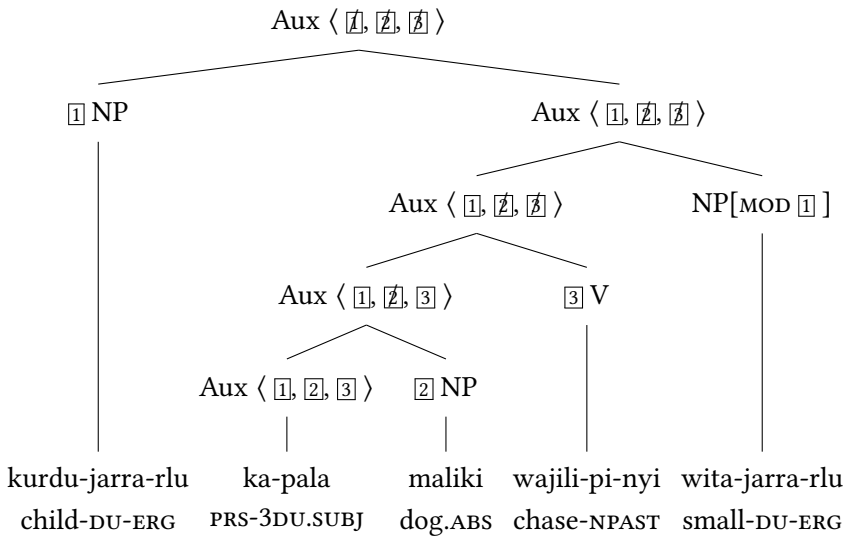 Aux ⟨ 1̸, 2̸, 3̸ ⟩
1 NP Aux ⟨ 1, 2̸, 3̸ ⟩
Aux ⟨ 1, 2̸, 3̸ ⟩ NP[MOD 1 ]
Aux ⟨ 1, 2̸, 3 ⟩ 3 V
Aux ⟨ 1, 2, 3 ⟩ 2 NP
kurdu-jarra-rlu ka-pala maliki wajili-pi-nyi wita-jarra-rlu
child-DU-ERG PRS-3DU.SUBJ dog.ABS chase-NPAST small-DU-ERG